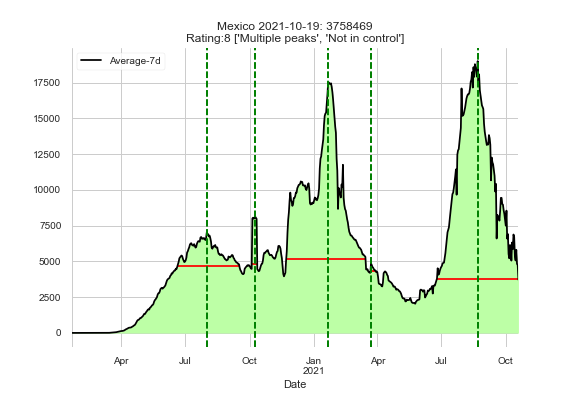 Mexico 2021-10-19: 3758469
Rating:8 ['Multiple peaks', 'Not in control']
Average-7d
17500
15000
12500
10000
7500
5000
2500
0
Apr Jul Oct Jan Apr Jul Oct
2021
Date